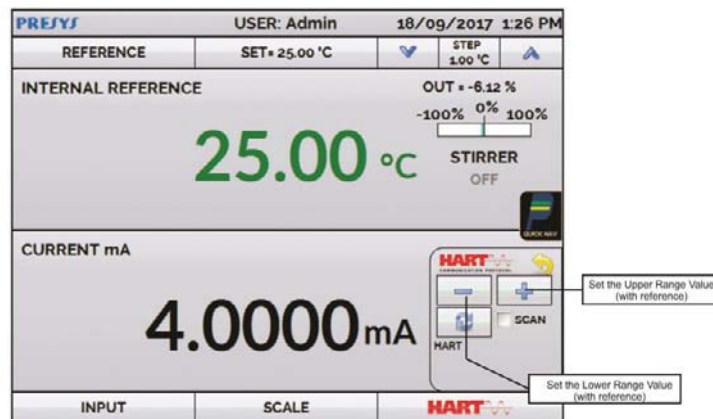 PRESYS USER: Admin 18/09/2017 1:26 PM
REFERENCE SET= 25.00 °C STEP 1.00 °C
INTERNAL REFERENCE OUT = -6.12 %
-100% 0% 100%
25.00 °C
STIRRER
OFF
QUICK NAV
CURRENT mA
HART
COMMUNICATION PROTOCOL
4.0000 mA
SCAN
HART
Set the Upper Range Value
(with reference)
Set the Lower Range Value
(with reference)
INPUT SCALE HART